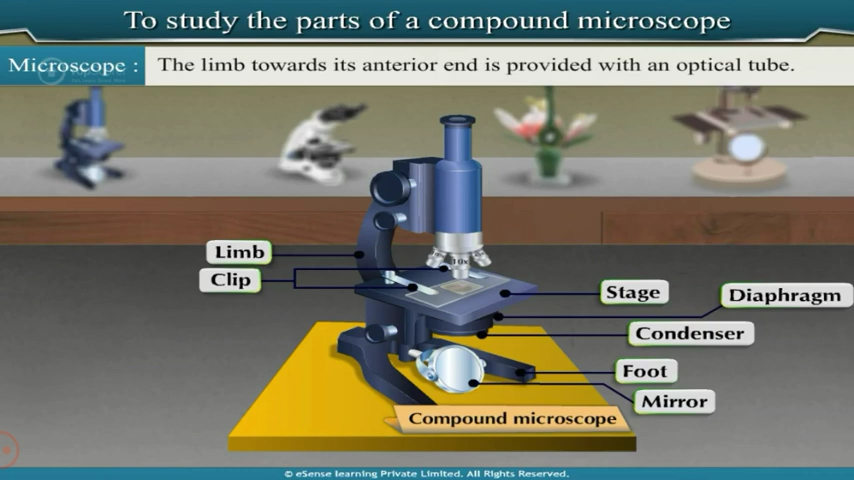 To study the parts of a compound microscope
Microscope :
The limb towards its anterior end is provided with an optical tube.
10x
Limb
Clip
Stage
Diaphragm
Condenser
Foot
Mirror
Compound microscope
© eSense learning Private Limited. All Rights Reserved.